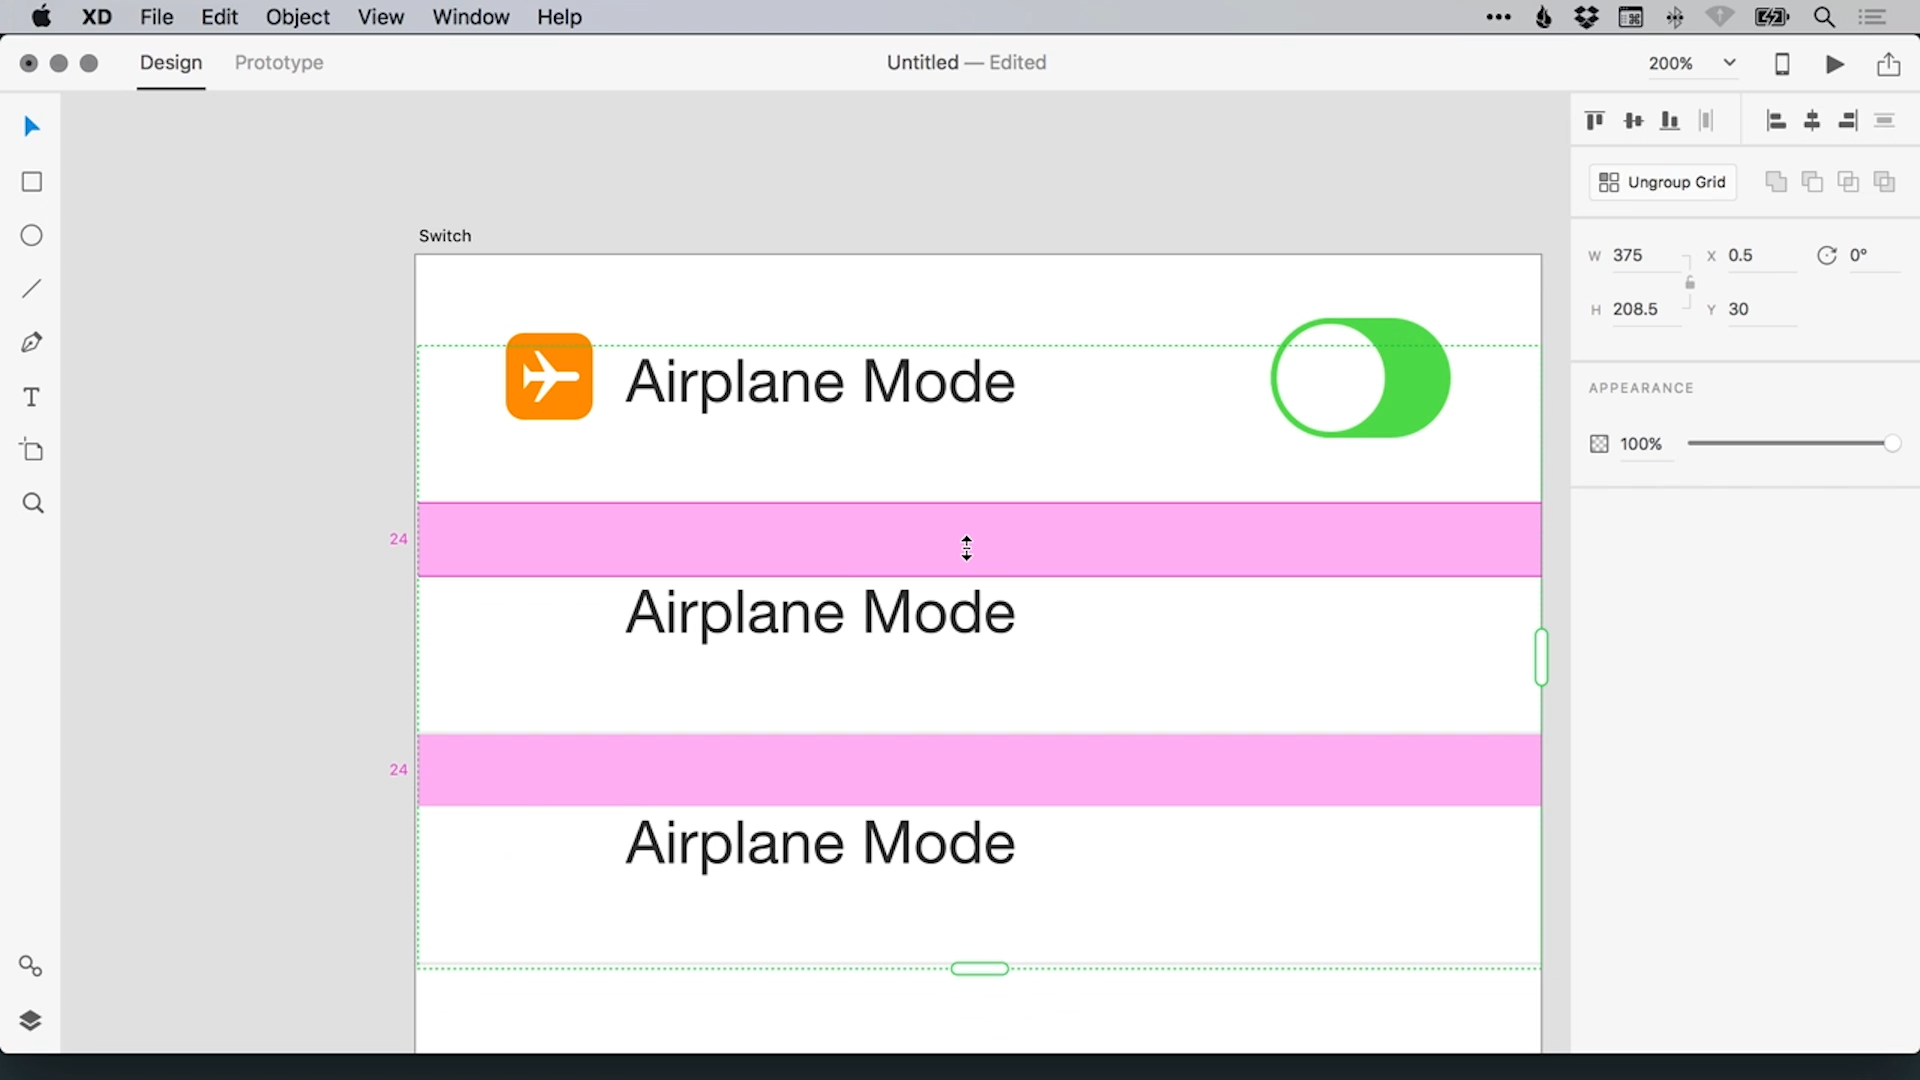 XD File Edit Object View Window Help
Design Prototype Untitled — Edited 200%
Ungroup Grid
Switch
W 375 X 0.5 0°
H 208.5 Y 30
Airplane Mode
APPEARANCE
100%
24
Airplane Mode
24
Airplane Mode